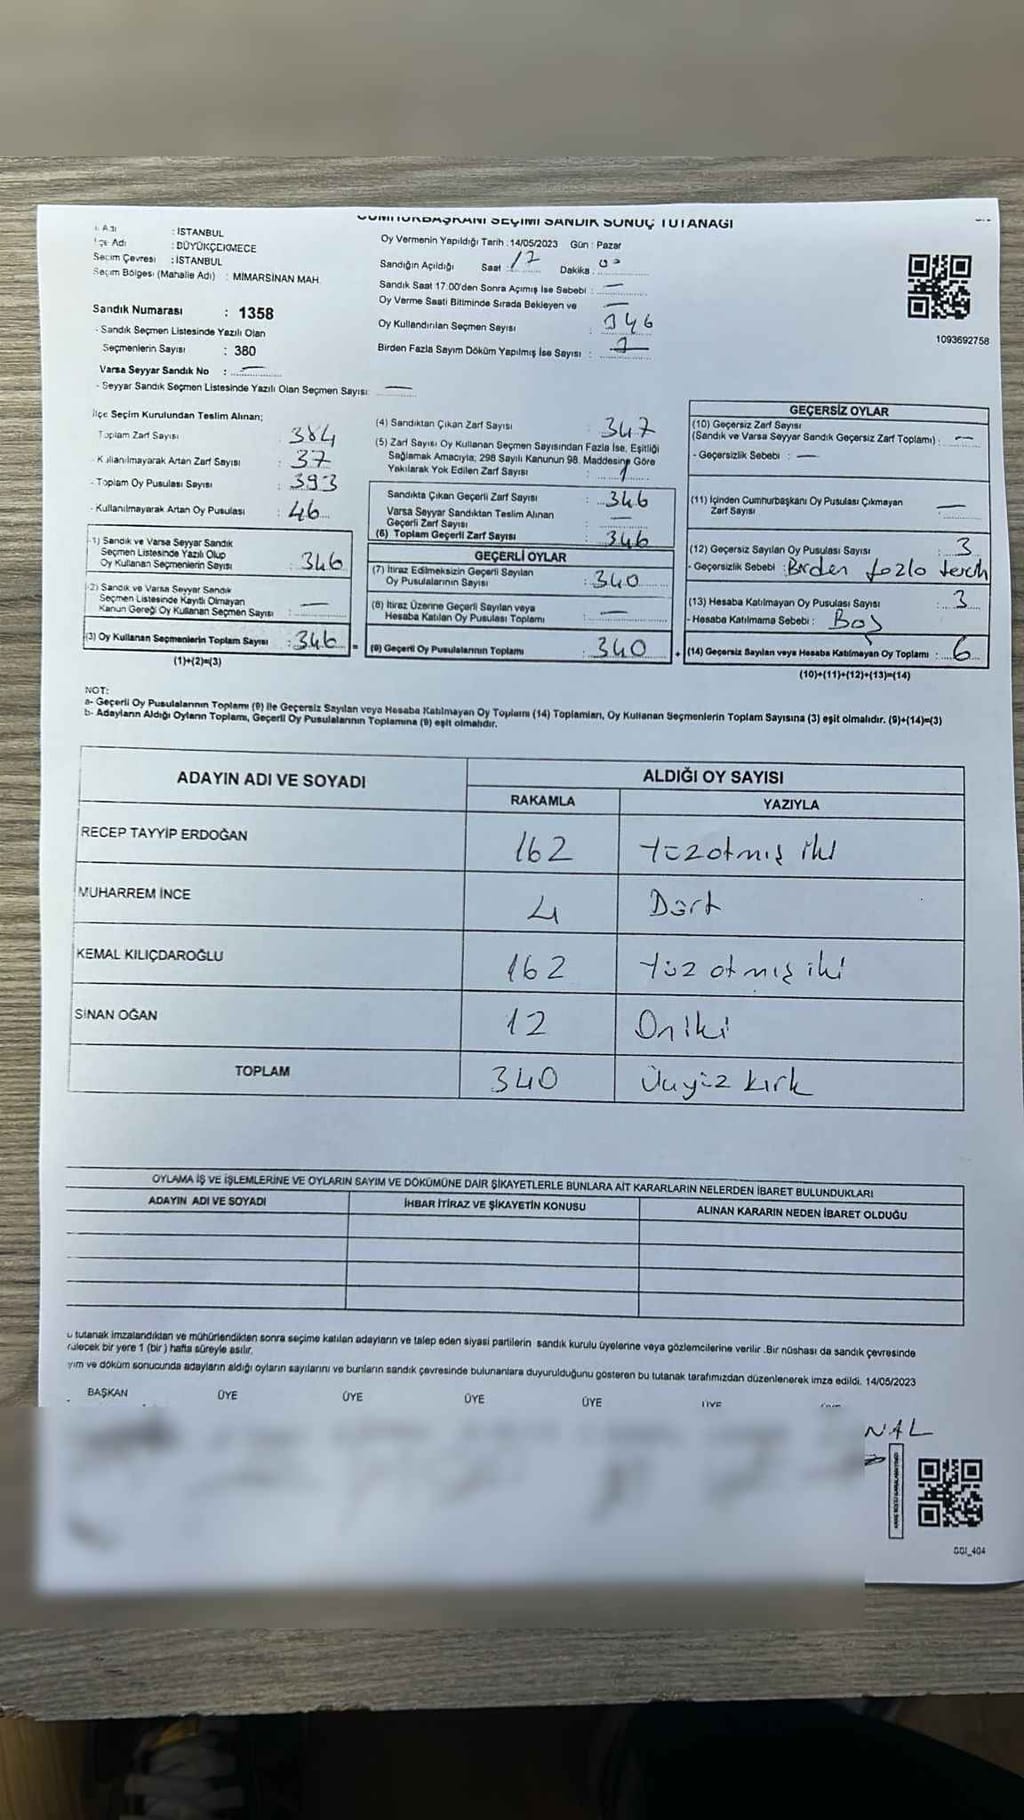 CUMHURBAŞKANI SEÇİMİ SANDIK SONUÇ TUTANAĞI
Adı : İSTANBUL
Adı : BÜYÜKÇEKMECE
Seçim Çevresi : İSTANBUL
Seçim Bölgesi (Mahalle Adı) : MİMARSİNAN MAH
Sandık Numarası : 1358
- Sandık Seçmen Listesinde Yazılı Olan
Seçmenlerin Sayısı : 380
Varsa Seyyar Sandık No : —
- Seyyar Sandık Seçmen Listesinde Yazılı Olan Seçmen Sayısı: —
Oy Vermenin Yapıldığı Tarih : 14/05/2023 Gün : Pazar
Sandığın Açıldığı Saat : 17 Dakika : 00
Sandık Saat 17:00'den Sonra Açımış İse Sebebi : —
Oy Verme Saati Bitiminde Sırada Bekleyen ve —
Oy Kullandırılan Seçmen Sayısı : 346
Birden Fazla Sayım Döküm Yapılmış İse Sayısı :
1093692758
İlçe Seçim Kurulundan Teslim Alınan;
Toplam Zarf Sayısı : 384
- Kullanılmayarak Artan Zarf Sayısı : 37
- Toplam Oy Pusulası Sayısı : 393
- Kullanılmayarak Artan Oy Pusulası : 46
1) Sandık ve Varsa Seyyar Sandık
Seçmen Listesinde Yazılı Olup
Oy Kullanan Seçmenlerin Sayısı : 346
2) Sandık ve Varsa Seyyar Sandık
Seçmen Listesinde Kayıtlı Olmayan
Kanun Gereği Oy Kullanan Seçmen Sayısı : —
(3) Oy Kullanan Seçmenlerin Toplam Sayısı : 346 =
(1)+(2)=(3)
(4) Sandıktan Çıkan Zarf Sayısı : 347
(5) Zarf Sayısı Oy Kullanan Seçmen Sayısından Fazla İse, Eşitliği
Sağlamak Amacıyla; 298 Sayılı Kanunun 98. Maddesine Göre
Yakılarak Yok Edilen Zarf Sayısı : 1
Sandıkta Çıkan Geçerli Zarf Sayısı : 346
Varsa Seyyar Sandıktan Teslim Alınan
Geçerli Zarf Sayısı : —
(6) Toplam Geçerli Zarf Sayısı : 346
GEÇERLİ OYLAR
(7) İtiraz Edilmeksizin Geçerli Sayılan
Oy Pusulalarının Sayısı : 340
(8) İtiraz Üzerine Geçerli Sayılan veya
Hesaba Katılan Oy Pusulası Toplamı : —
(9) Geçerli Oy Pusulalarının Toplamı : 340 +
GEÇERSİZ OYLAR
(10) Geçersiz Zarf Sayısı
(Sandık ve Varsa Seyyar Sandık Geçersiz Zarf Toplamı) : —
- Geçersizlik Sebebi : —
(11) İçinden Cumhurbaşkanı Oy Pusulası Çıkmayan
Zarf Sayısı : —
(12) Geçersiz Sayılan Oy Pusulası Sayısı : 3
- Geçersizlik Sebebi : Birden fazla tercih
(13) Hesaba Katılmayan Oy Pusulası Sayısı : 3
- Hesaba Katılmama Sebebi : Boş
(14) Geçersiz Sayılan veya Hesaba Katılmayan Oy Toplamı : 6
(10)+(11)+(12)+(13)=(14)
NOT:
a- Geçerli Oy Pusulalarının Toplamı (9) ile Geçersiz Sayılan veya Hesaba Katılmayan Oy Toplamı (14) Toplamları, Oy Kullanan Seçmenlerin Toplam Sayısına (3) eşit olmalıdır. (9)+(14)=(3)
b- Adayların Aldığı Oyların Toplamı, Geçerli Oy Pusulalarının Toplamına (9) eşit olmalıdır.
ADAYIN ADI VE SOYADI
ALDIĞI OY SAYISI
RAKAMLA YAZIYLA
RECEP TAYYİP ERDOĞAN 162 Yüzotmış iki
MUHARREM İNCE 4 Dört
KEMAL KILIÇDAROĞLU 162 Yüz otmış iki
SİNAN OĞAN 12 Oniki
TOPLAM 340 Üçyüz kırk
OYLAMA İŞ VE İŞLEMLERİNE VE OYLARIN SAYIM VE DÖKÜMÜNE DAİR ŞİKAYETLERLE BUNLARA AİT KARARLARIN NELERDEN İBARET BULUNDUKLARI
ADAYIN ADI VE SOYADI İHBAR İTİRAZ VE ŞİKAYETİN KONUSU ALINAN KARARIN NEDEN İBARET OLDUĞU
u tutanak imzalandıktan ve mühürlendikten sonra seçime katılan adayların ve talep eden siyasi partilerin sandık kurulu üyelerine veya gözlemcilerine verilir .Bir nüshası da sandık çevresinde
rülecek bir yere 1 (bir ) hafta süreyle asılır.
yım ve döküm sonucunda adayların aldığı oyların sayılarını ve bunların sandık çevresinde bulunanlara duyurulduğunu gösteren bu tutanak tarafımızdan düzenlenerek imza edildi. 14/05/2023
BAŞKAN ÜYE ÜYE ÜYE ÜYE ÜYE
NAL